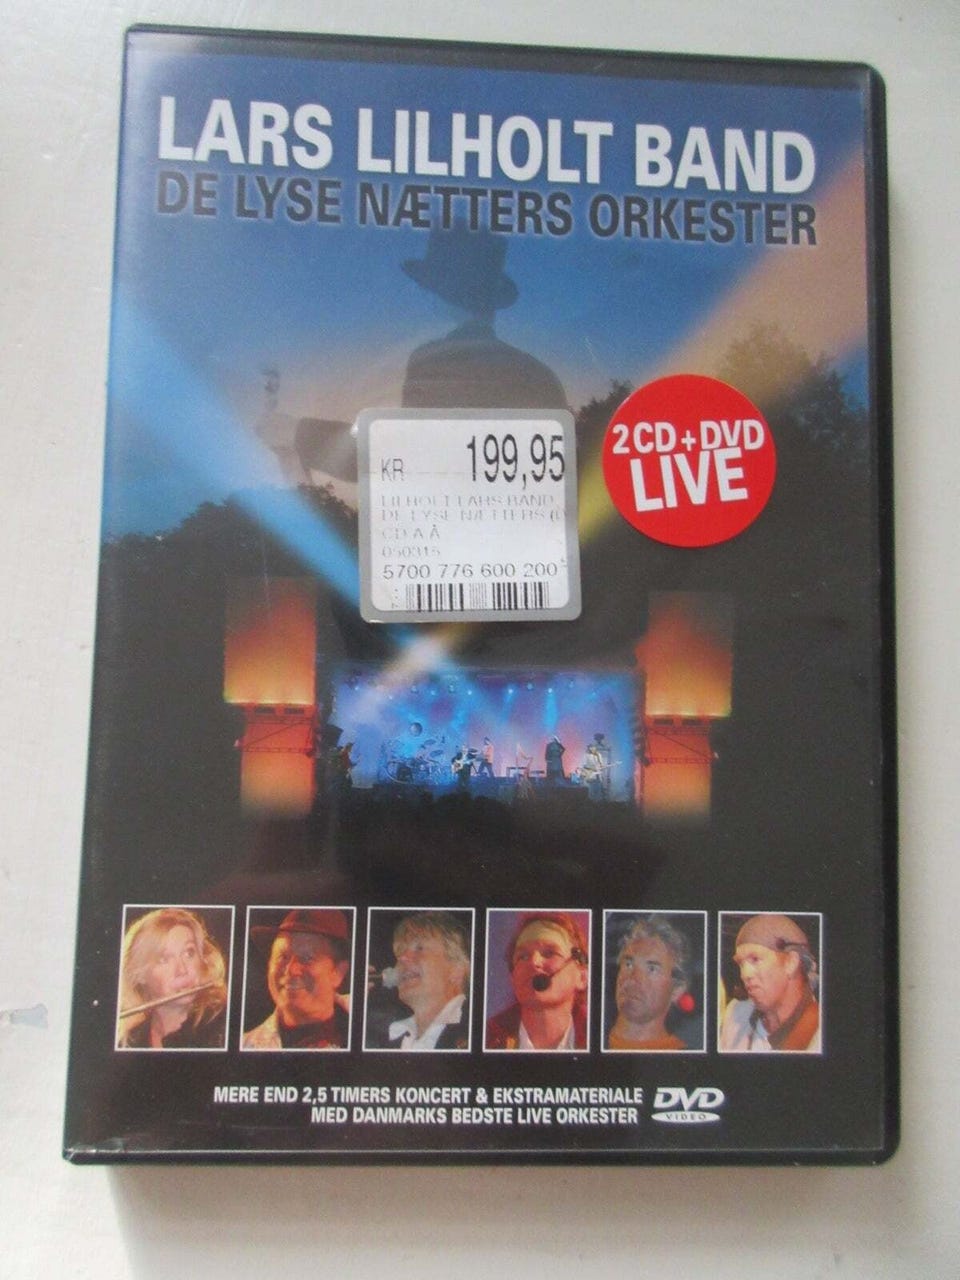 LARS LILHOLT BAND
DE LYSE NÆTTERS ORKESTER
2 CD + DVD
LIVE
KR 199,95
LILHOLT LARS BAND
DE LYSE NÆTTERS (
CD A Å
050315
5700 776 600 200
MERE END 2,5 TIMERS KONCERT & EKSTRAMATERIALE
MED DANMARKS BEDSTE LIVE ORKESTER
DVD
VIDEO